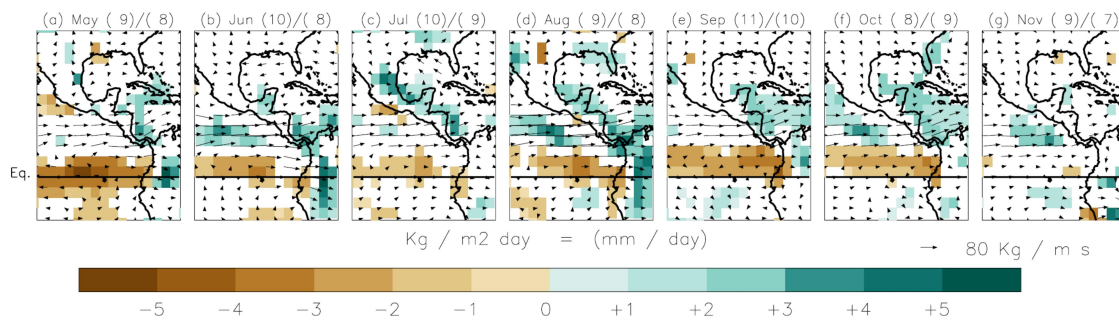 (a) May ( 9)/( 8) (b) Jun (10)/( 8) (c) Jul (10)/( 9) (d) Aug ( 9)/( 8) (e) Sep (11)/(10) (f) Oct ( 8)/( 9) (g) Nov ( 9)/( 7)
Eq.
Kg / m2 day = (mm / day)
80 Kg / m s
−5 −4 −3 −2 −1 0 +1 +2 +3 +4 +5